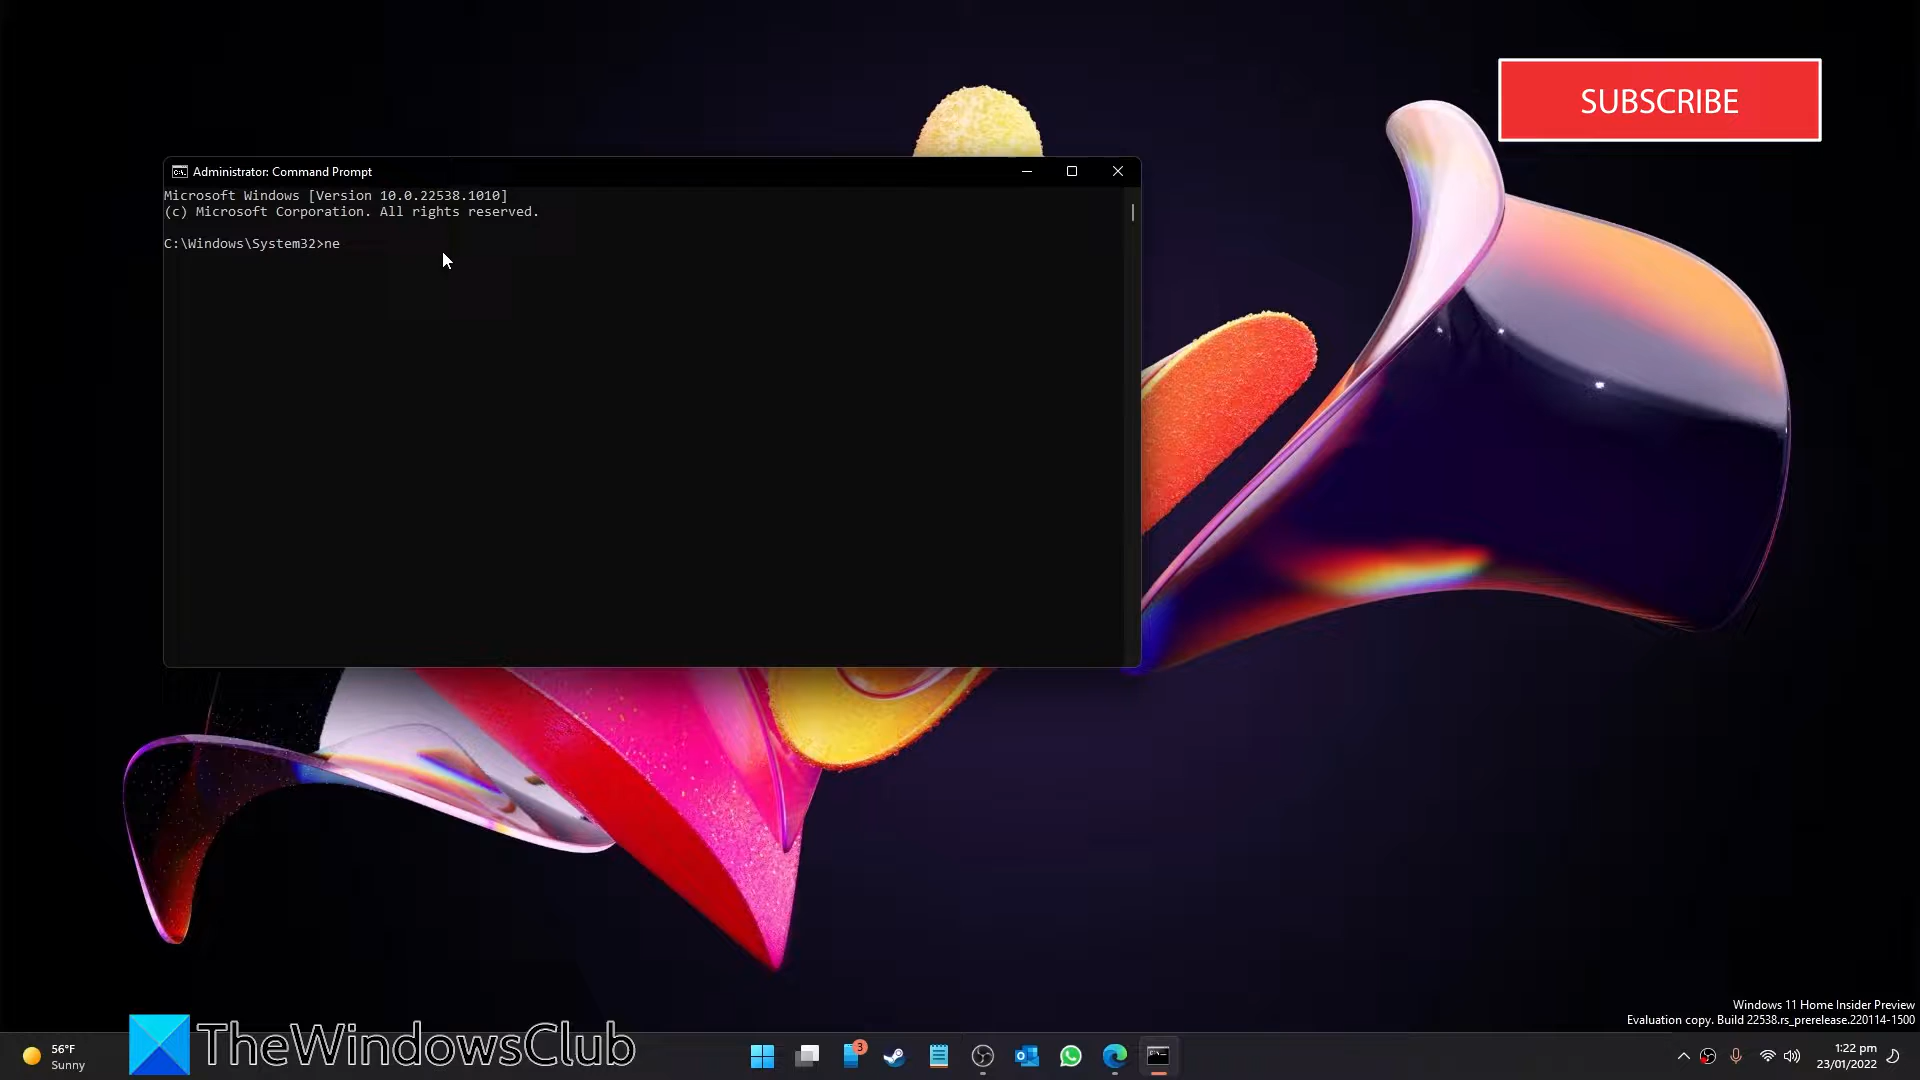 SUBSCRIBE
Administrator: Command Prompt
Microsoft Windows [Version 10.0.22538.1010]
(c) Microsoft Corporation. All rights reserved.
C:\Windows\System32>ne
Windows 11 Home Insider Preview
Evaluation copy. Build 22538.rs_prerelease.220114-1500
56°F
Sunny
TheWindowsClub
3
1:22 pm
23/01/2022